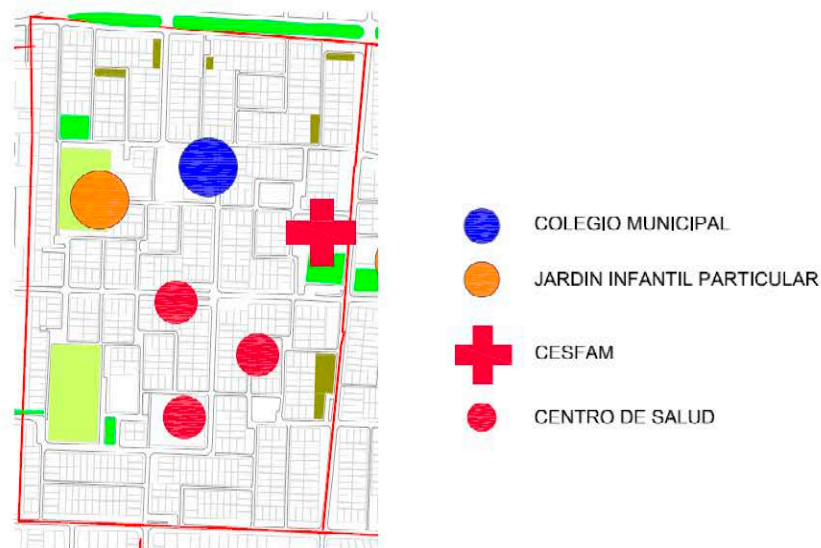 COLEGIO MUNICIPAL
JARDIN INFANTIL PARTICULAR
CESFAM
CENTRO DE SALUD